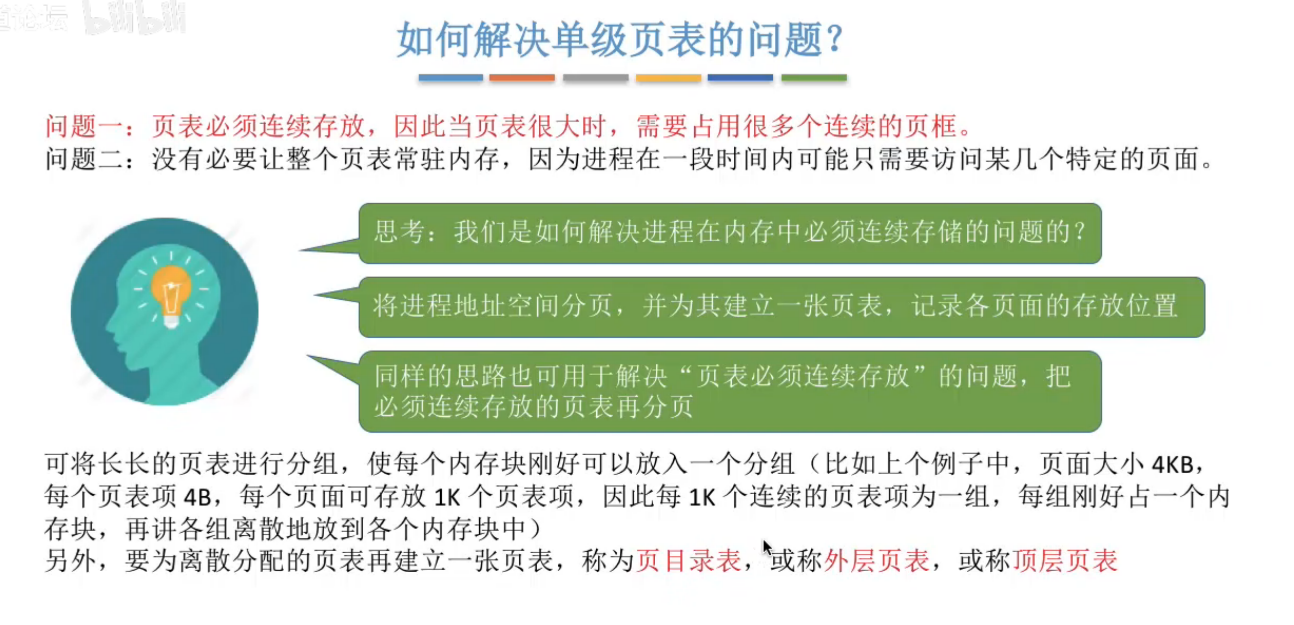 论坛 bilibili
如何解决单级页表的问题？
问题一：页表必须连续存放，因此当页表很大时，需要占用很多个连续的页框。
问题二：没有必要让整个页表常驻内存，因为进程在一段时间内可能只需要访问某几个特定的页面。
思考：我们是如何解决进程在内存中必须连续存储的问题的？
将进程地址空间分页，并为其建立一张页表，记录各页面的存放位置
同样的思路也可用于解决“页表必须连续存放”的问题，把
必须连续存放的页表再分页
可将长长的页表进行分组，使每个内存块刚好可以放入一个分组（比如上个例子中，页面大小 4KB，
每个页表项 4B，每个页面可存放 1K 个页表项，因此每 1K 个连续的页表项为一组，每组刚好占一个内
存块，再讲各组离散地放到各个内存块中）
另外，要为离散分配的页表再建立一张页表，称为页目录表，或称外层页表，或称顶层页表